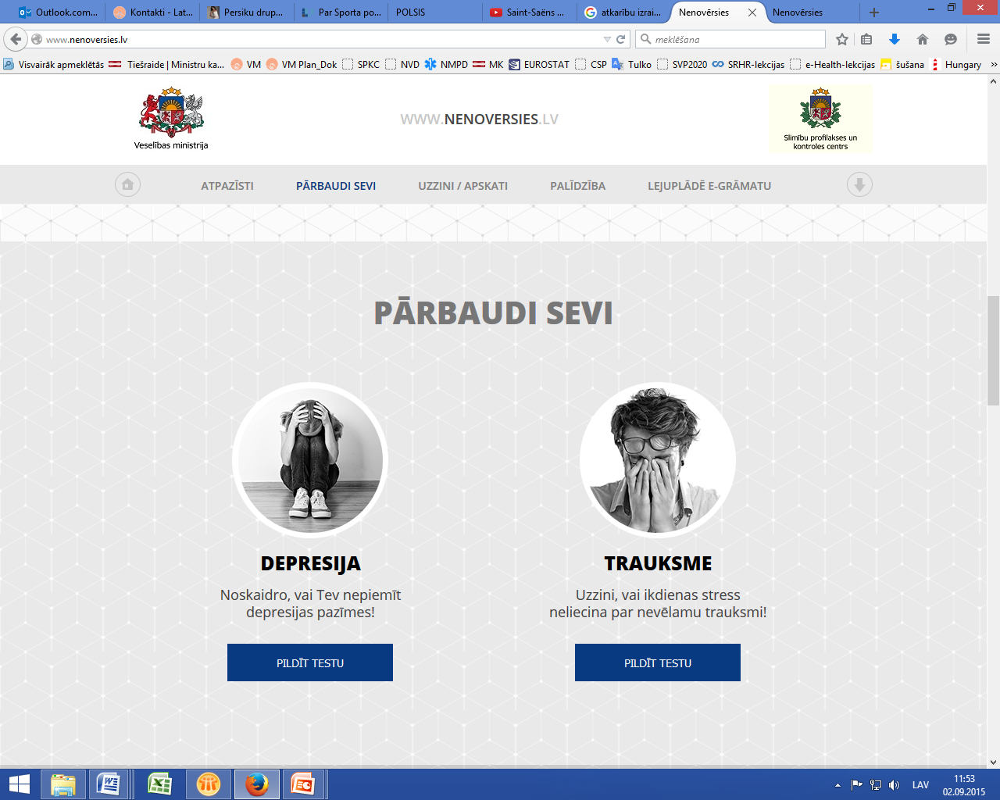 Outlook.com...
Kontakti - Lat...
Persiku drup...
Par Sporta po...
POLSIS
Saint-Saëns ...
atkarību izrai...
Nenovērsies
Nenovērsies
www.nenoversies.lv
meklēšana
Visvairāk apmeklētās
Tiešraide | Ministru ka...
VM
VM Plan_Dok
SPKC
NVD
NMPD
MK
EUROSTAT
CSP
Tulko
SVP2020
SRHR-lekcijas
e-Health-lekcijas
šušana
Hungary
Veselības ministrija
WWW.NENOVERSIES.LV
Slimību profilakses un
kontroles centrs
ATPAZĪSTI
PĀRBAUDI SEVI
UZZINI / APSKATI
PALĪDZĪBA
LEJUPLĀDĒ E-GRĀMATU
PĀRBAUDI SEVI
DEPRESIJA
Noskaidro, vai Tev nepiemīt
depresijas pazīmes!
PILDĪT TESTU
TRAUKSME
Uzzini, vai ikdienas stress
neliecina par nevēlamu trauksmi!
PILDĪT TESTU
LAV
11:53
02.09.2015